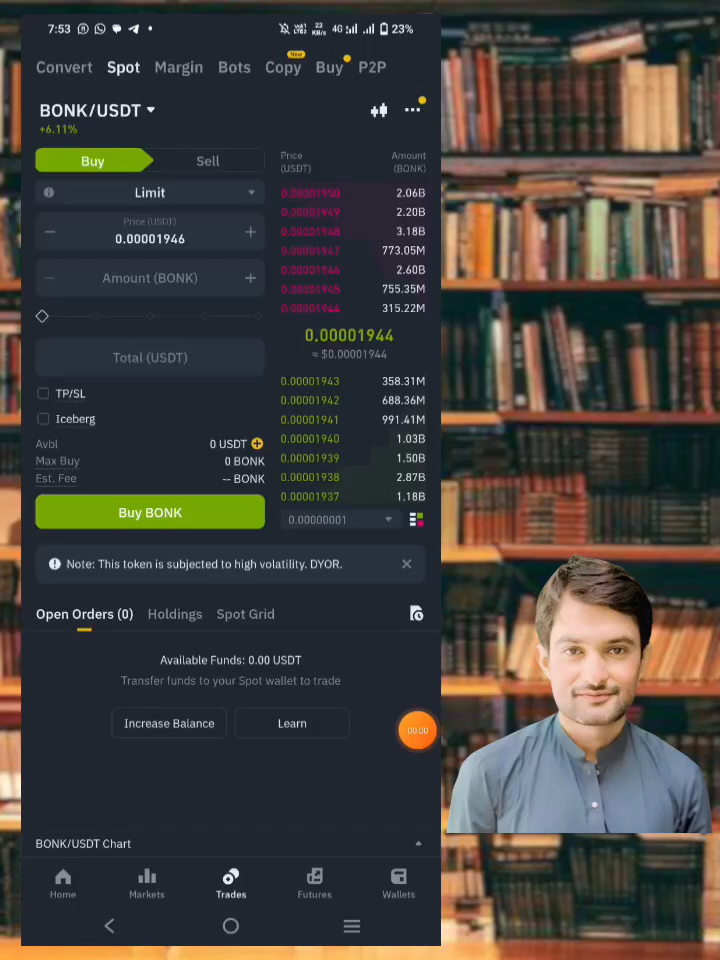 7:53 22 KB/s 4G 23%
New
Convert Spot Margin Bots Copy Buy P2P
BONK/USDT
+6.11%
Buy Sell
Limit
Price (USDT)
0.00001946
Amount (BONK)
Total (USDT)
TP/SL
Iceberg
Avbl 0 USDT
Max Buy 0 BONK
Est. Fee -- BONK
Buy BONK
Price (USDT) Amount (BONK)
0.00001950 2.06B
0.00001949 2.20B
0.00001948 3.18B
0.00001947 773.05M
0.00001946 2.60B
0.00001945 755.35M
0.00001944 315.22M
0.00001944
≈ $0.00001944
0.00001943 358.31M
0.00001942 688.36M
0.00001941 991.41M
0.00001940 1.03B
0.00001939 1.50B
0.00001938 2.87B
0.00001937 1.18B
0.00000001
Note: This token is subjected to high volatility. DYOR.
Open Orders (0) Holdings Spot Grid
Available Funds: 0.00 USDT
Transfer funds to your Spot wallet to trade
Increase Balance Learn
00:00
BONK/USDT Chart
Home Markets Trades Futures Wallets